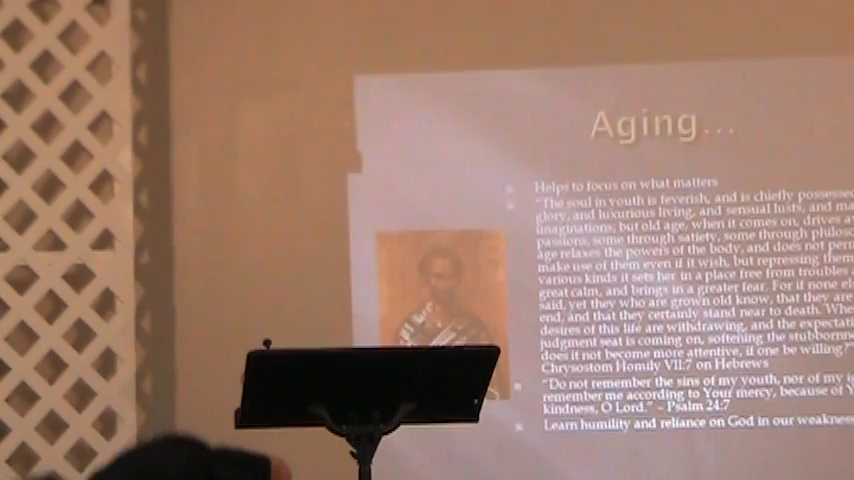 Aging...
Helps to focus on what matters
"The soul in youth is feverish, and is chiefly possessed
glory, and luxurious living, and sensual lusts, and
imaginations; but old age, when it comes on, drives
passions, some through satiety, some through
age relaxes the powers of the body, and does not
make use of them even if it wish, but repressing them
various kinds it sets her in a place free from troubles
great calm, and brings in a greater fear. For if none
said, yet they who are grown old know, that they are
end, and that they certainly stand near to death. 
desires of this life are withdrawing, and the
judgment seat is coming on, softening the
does it not become more attentive, if one be willing?"
Chrysostom Homily VII:7 on Hebrews
"Do not remember the sins of my youth, nor of my
remember me according to Your mercy, because of
kindness, O Lord." - Psalm 24:7
Learn humility and reliance on God in our weakness